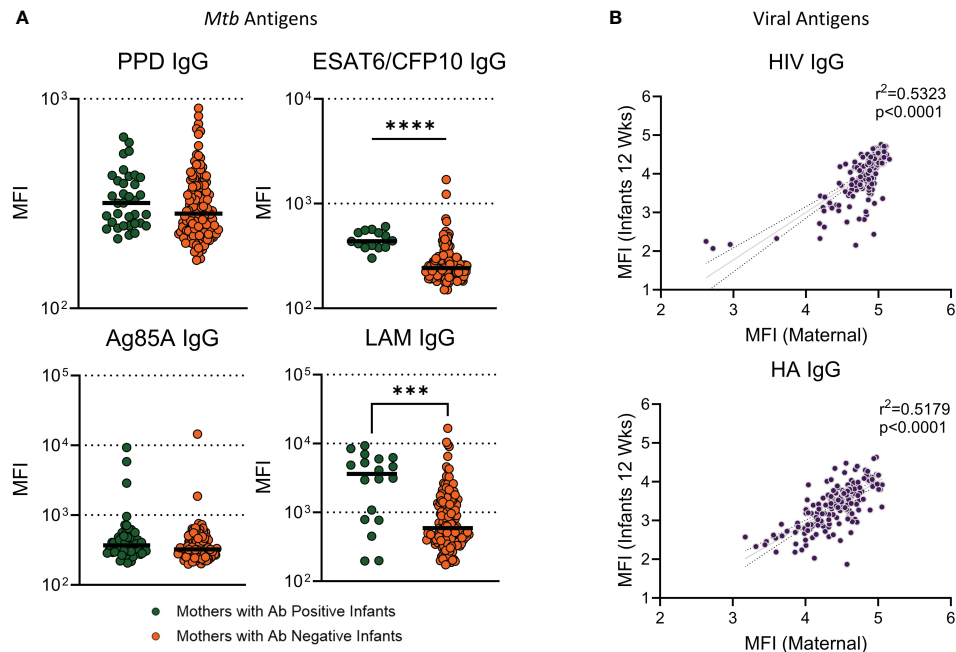 A
Mtb Antigens
PPD IgG
10³
MFI
10²
ESAT6/CFP10 IgG
10⁴
****
MFI
10³
10²
Ag85A IgG
10⁵
10⁴
MFI
10³
10²
LAM IgG
10⁵
***
10⁴
MFI
10³
10²
Mothers with Ab Positive Infants
Mothers with Ab Negative Infants
B
Viral Antigens
HIV IgG
r²=0.5323
p<0.0001
MFI (Infants 12 Wks)
6
5
4
3
2
1
2 3 4 5 6
MFI (Maternal)
HA IgG
r²=0.5179
p<0.0001
MFI (Infants 12 Wks)
6
5
4
3
2
1
2 3 4 5 6
MFI (Maternal)